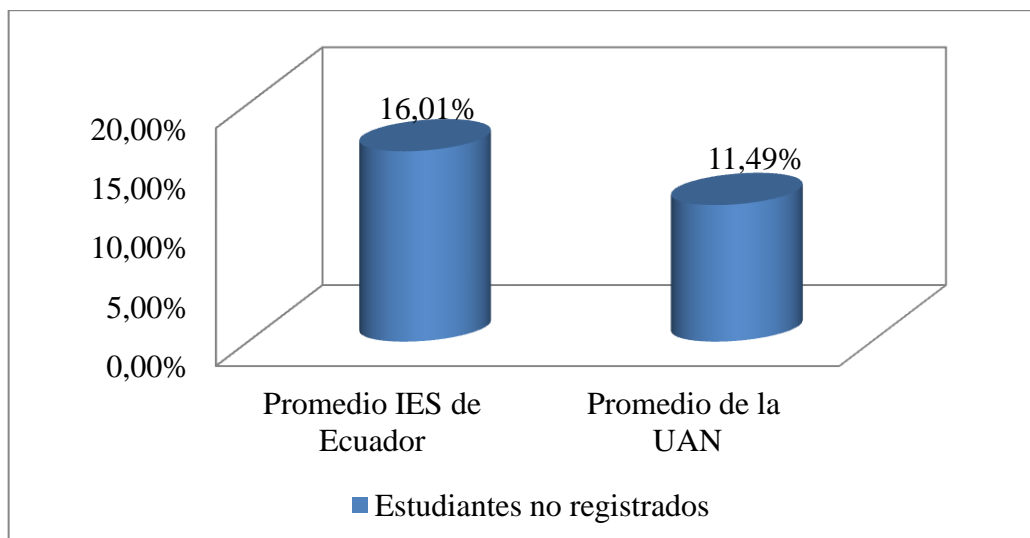 16,01%
11,49%
20,00%
15,00%
10,00%
5,00%
0,00%
Promedio IES de
Ecuador
Promedio de la
UAN
Estudiantes no registrados